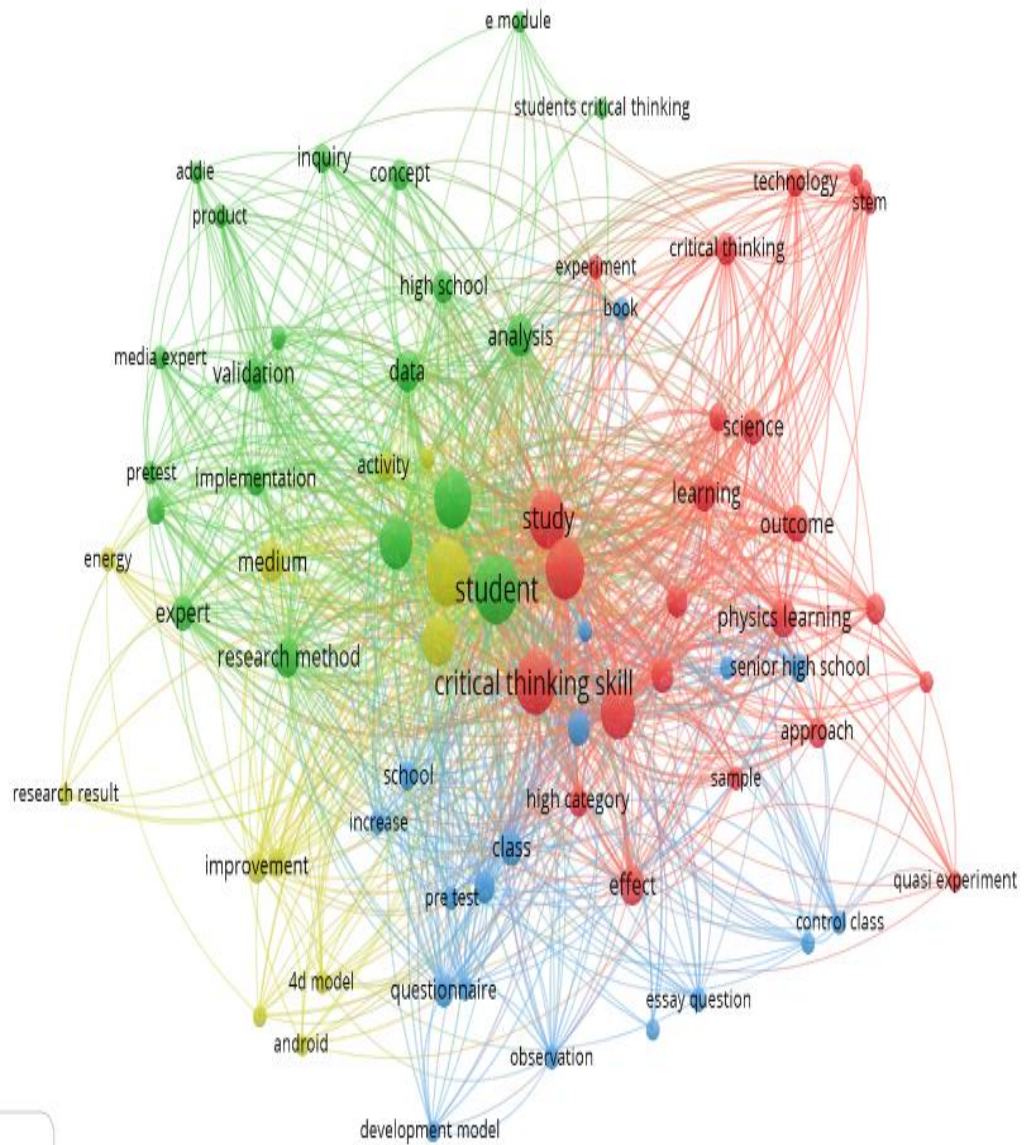 e module
students critical thinking
inquiry
concept
addie
technology
stem
product
critical thinking
experiment
high school
book
analysis
media expert
validation
data
science
activity
pretest
implementation
learning
study
outcome
energy
medium
student
expert
physics learning
research method
senior high school
critical thinking skill
approach
school
sample
research result
high category
increase
class
improvement
effect
quasi experiment
pre test
control class
4d model
questionnaire
essay question
android
observation
development model